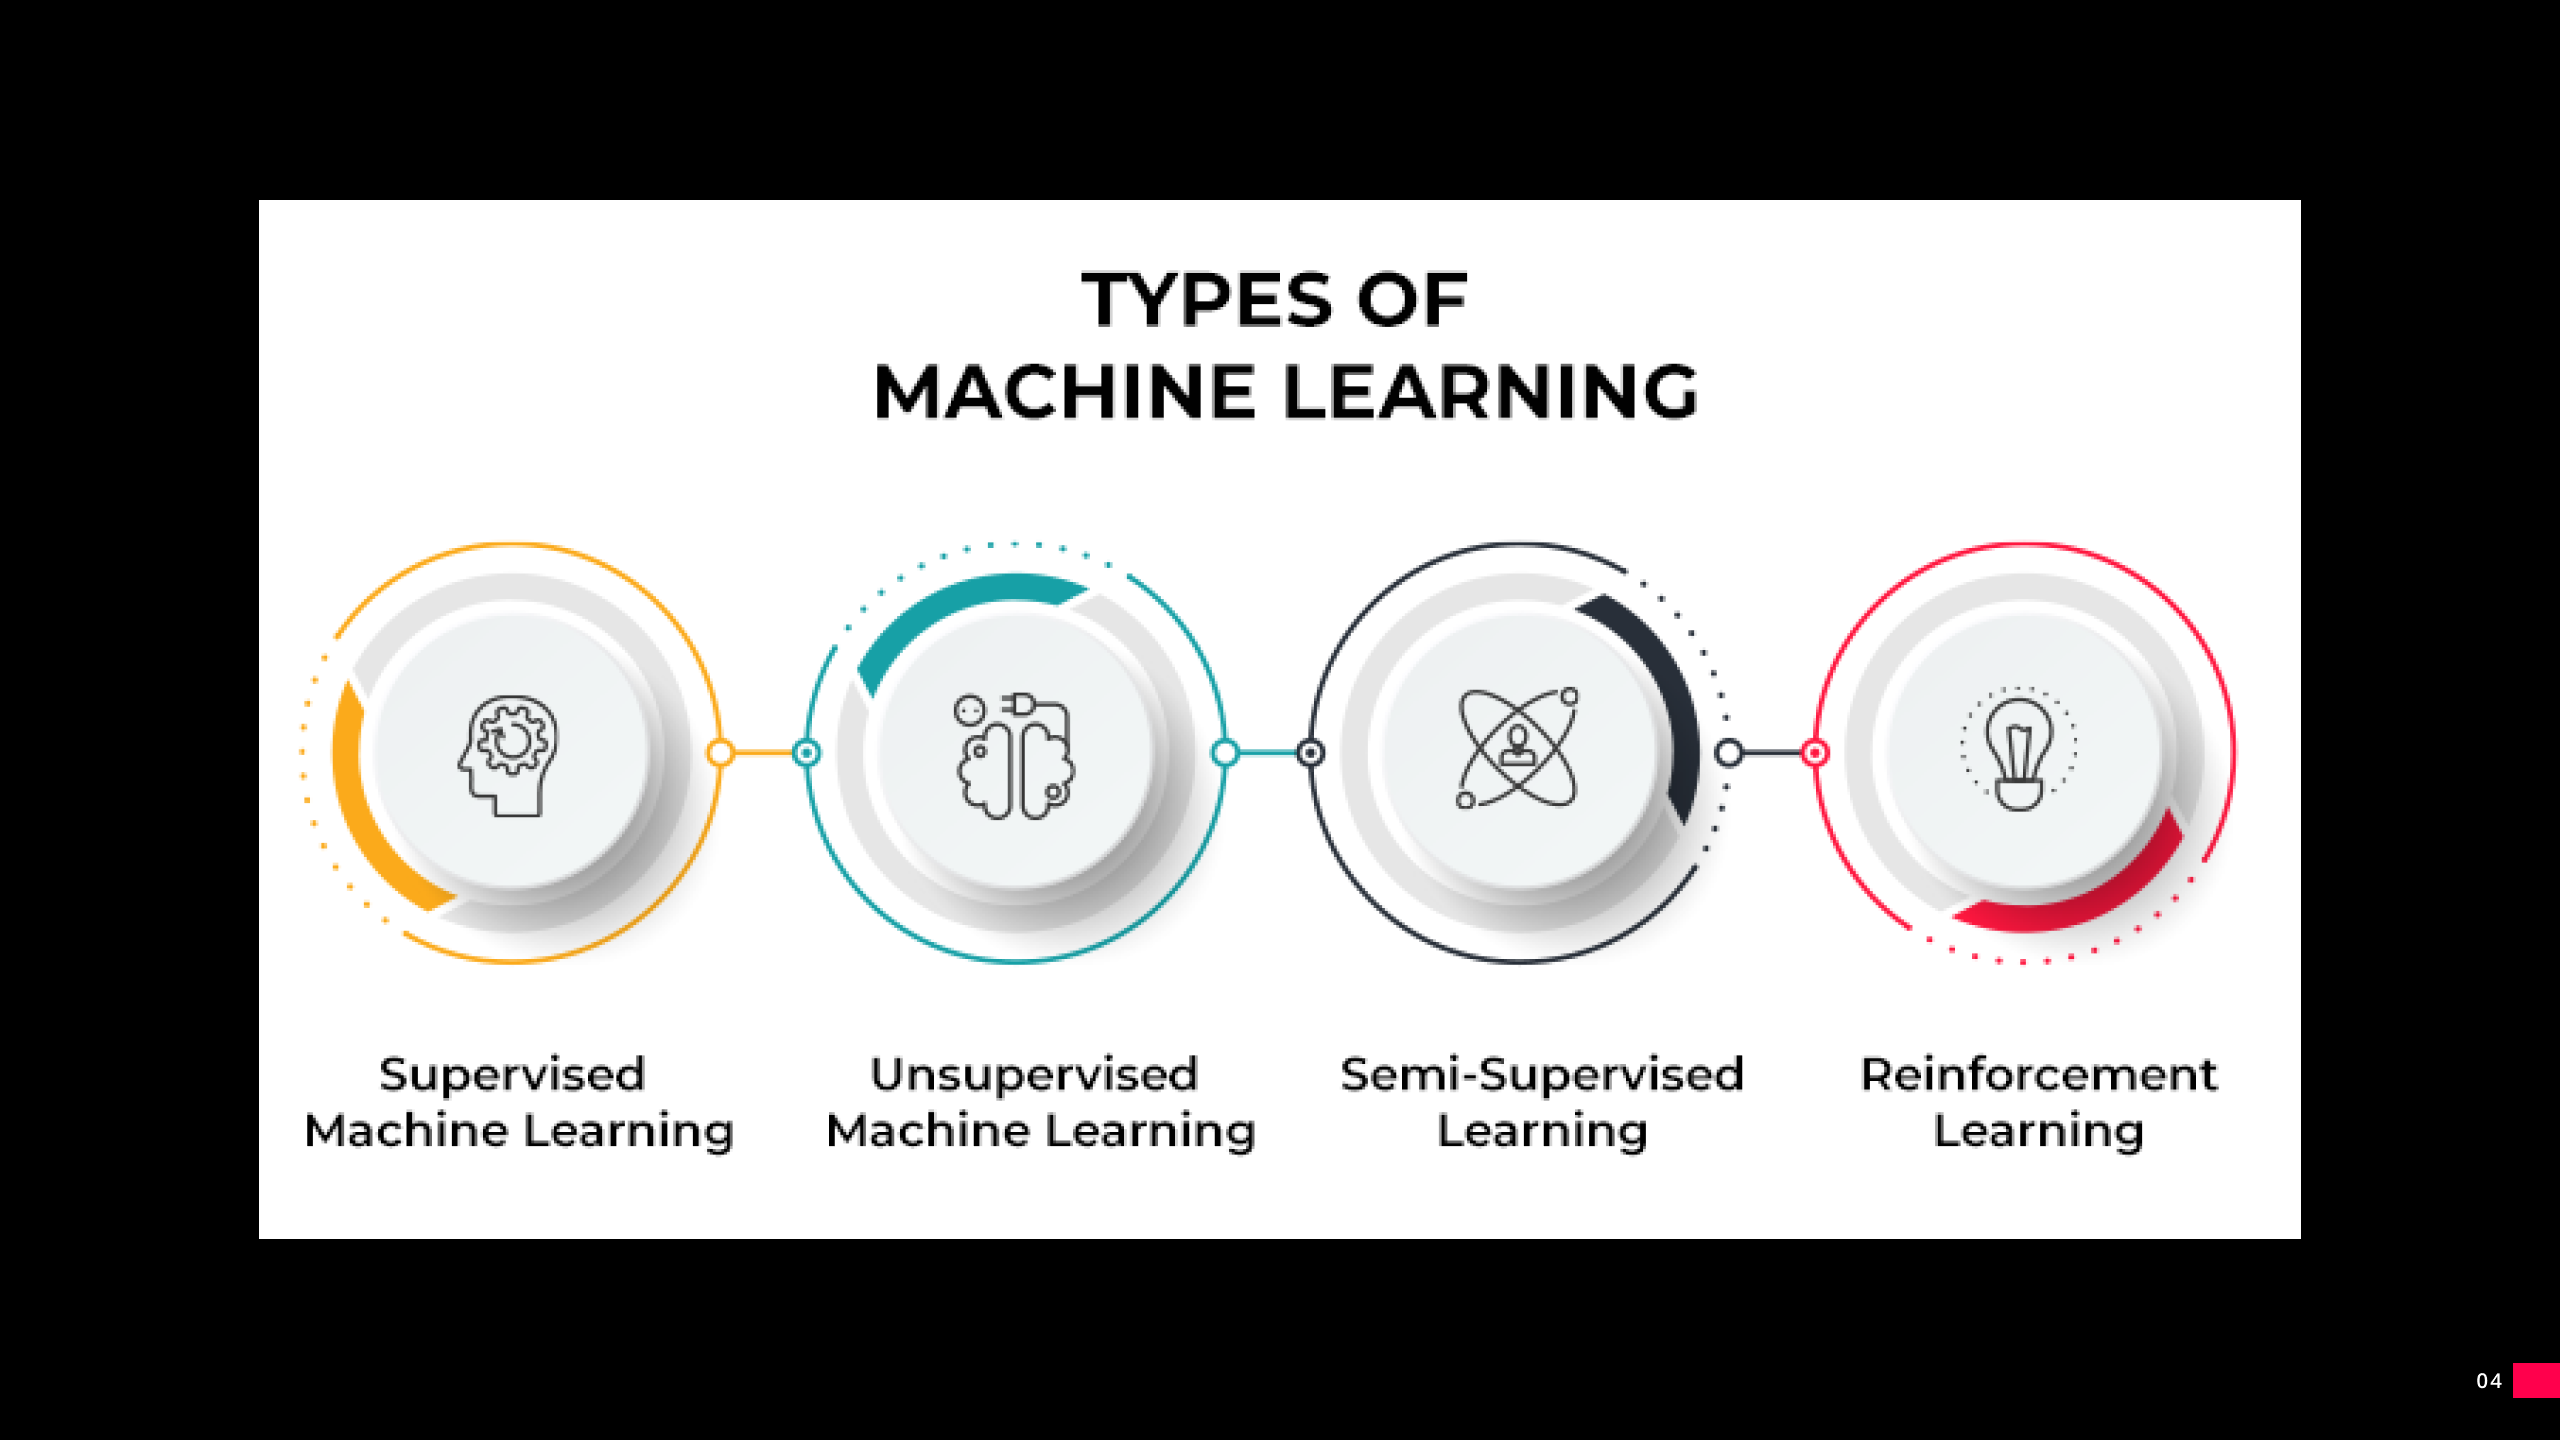 TYPES OF
MACHINE LEARNING
Supervised
Machine Learning
Unsupervised
Machine Learning
Semi-Supervised
Learning
Reinforcement
Learning
04